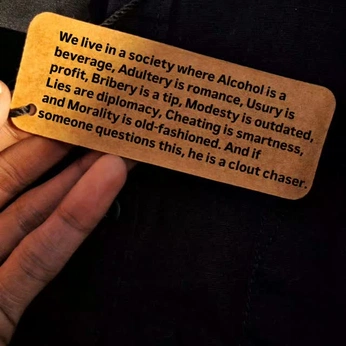 We live in a society where Alcohol is a
beverage, Adultery is romance, Usury is
profit, Bribery is a tip, Modesty is outdated,
Lies are diplomacy, Cheating is smartness,
and Morality is old-fashioned. And if
someone questions this, he is a clout chaser.